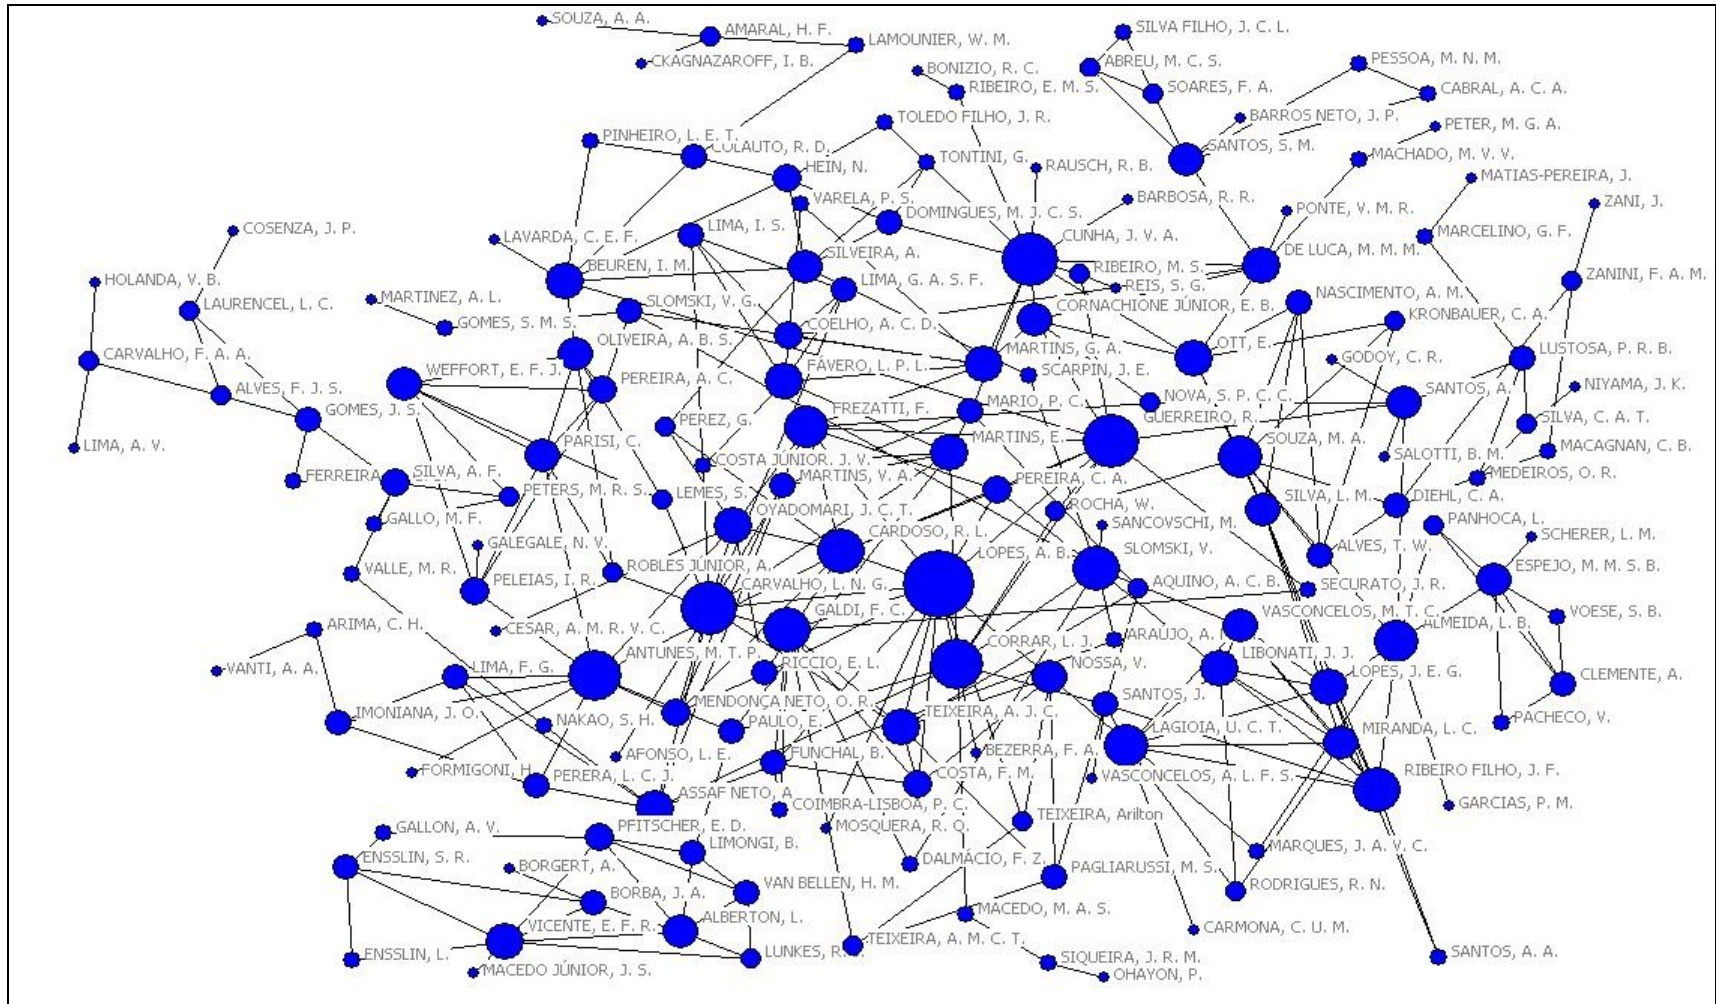 SOUZA, A. A.
AMARAL, H. F.
SILVA FILHO, J. C. L.
LAMOUNIER, W. M.
CKAGNAZAROFF, I. B.
BONIZIO, R. C.
ABREU, M. C. S.
PESSOA, M. N. M.
RIBEIRO, E. M. S.
SOARES, F. A.
CABRAL, A. C. A.
TOLEDO FILHO, J. R.
BARROS NETO, J. P.
PETER, M. G. A.
PINHEIRO, L. E. T.
COLAUTO, R. D.
SANTOS, S. M.
HEIN, N.
TONTINI, G.
RAUSCH, R. B.
MACHADO, M. V. V.
MATIAS-PEREIRA, J.
VARELA, P. S.
BARBOSA, R. R.
ZANI, J.
DOMINGUES, M. J. C. S.
PONTE, V. M. R.
COSENZA, J. P.
LIMA, I. S.
CUNHA, J. V. A.
MARCELINO, G. F.
LAVARDA, C. E. F.
DE LUCA, M. M. M.
SILVEIRA, A.
BEUREN, I. M.
RIBEIRO, M. S.
ZANINI, F. A. M.
HOLANDA, V. B.
LIMA, G. A. S. F.
REIS, S. G.
MARTINEZ, A. L.
LAURENCEL, L. C.
SLOMSKI, V. G.
CORNACHIONE JÚNIOR, E. B.
NASCIMENTO, A. M.
KRONBAUER, C. A.
GOMES, S. M. S.
COELHO, A. C. D.
OLIVEIRA, A. B. S.
OTT, E.
MARTINS, G. A.
LUSTOSA, P. R. B.
CARVALHO, F. A. A.
GODOY, C. R.
WEFFORT, E. F. J.
FÁVERO, L. P. L.
SCARPIN, J. E.
PEREIRA, A. C.
NIYAMA, J. K.
ALVES, F. J. S.
SANTOS, A.
NOVA, S. P. C. C.
GOMES, J. S.
FREZATTI, F.
MARIO, P. C.
GUERREIRO, R.
PEREZ, G.
SILVA, C. A. T.
LIMA, A. V.
PARISI, C.
MARTINS, E.
SOUZA, M. A.
SALOTTI, B. M.
MACAGNAN, C. B.
COSTA JÚNIOR, J. V.
FERREIRA
SILVA, A. F.
MARTINS, V. A.
PEREIRA, C. A.
MEDEIROS, O. R.
PETERS, M. R. S.
LEMES, S.
SILVA, L. M.
DIEHL, C. A.
ROCHA, W.
GALLO, M. F.
OYADOMARI, J. C. T.
SANCOVSCHI, M.
PANHOCA, L.
SCHERER, L. M.
GALEGALE, N. V.
CARDOSO, R. L.
LOPES, A. B.
SLOMSKI, V.
ALVES, T. W.
VALLE, M. R.
ROBLES JÚNIOR, A.
ESPEJO, M. M. S. B.
PELEIAS, I. R.
CARVALHO, L. N. G.
AQUINO, A. C. B.
SECURATO, J. R.
GALDI, F. C.
VASCONCELOS, M. T. C.
VOESE, S. B.
ARIMA, C. H.
CESAR, A. M. R. V. C.
ALMEIDA, L. B.
CORRAR, L. J.
ARAÚJO, A.
ANTUNES, M. T. P.
LIBONATI, J. J.
VANTI, A. A.
LIMA, F. G.
RICCIO, E. L.
NOSSA, V.
LOPES, J. E. G.
CLEMENTE, A.
SANTOS, J.
MENDONÇA NETO, O. R.
IMONIANA, J. O.
NAKAO, S. H.
PAULO, E.
TEIXEIRA, A. J. C.
LAGIOIA, U. C. T.
MIRANDA, L. C.
PACHECO, V.
AFONSO, L. E.
FUNCHAL, B.
BEZERRA, F. A.
FORMIGONI, H.
PERERA, L. C. J.
COSTA, F. M.
VASCONCELOS, A. L. F. S.
RIBEIRO FILHO, J. F.
ASSAF NETO, A.
COIMBRA-LISBOA, P. C.
GARCIAS, P. M.
TEIXEIRA, Arilton
GALLON, A. V.
PFITSCHER, E. D.
MOSQUERA, R. O.
LIMONGI, B.
MARQUES, J. A. V. C.
ENSSLIN, S. R.
BORGERT, A.
DALMÁCIO, F. Z.
PAGLIARUSSI, M. S.
VAN BELLEN, H. M.
RODRIGUES, R. N.
BORBA, J. A.
MACEDO, M. A. S.
ALBERTON, L.
VICENTE, E. F. R.
CARMONA, C. U. M.
TEIXEIRA, A. M. C. T.
ENSSLIN, L.
LUNKES, R.
SANTOS, A. A.
SIQUEIRA, J. R. M.
MACEDO JÚNIOR, J. S.
OHAYON, P.